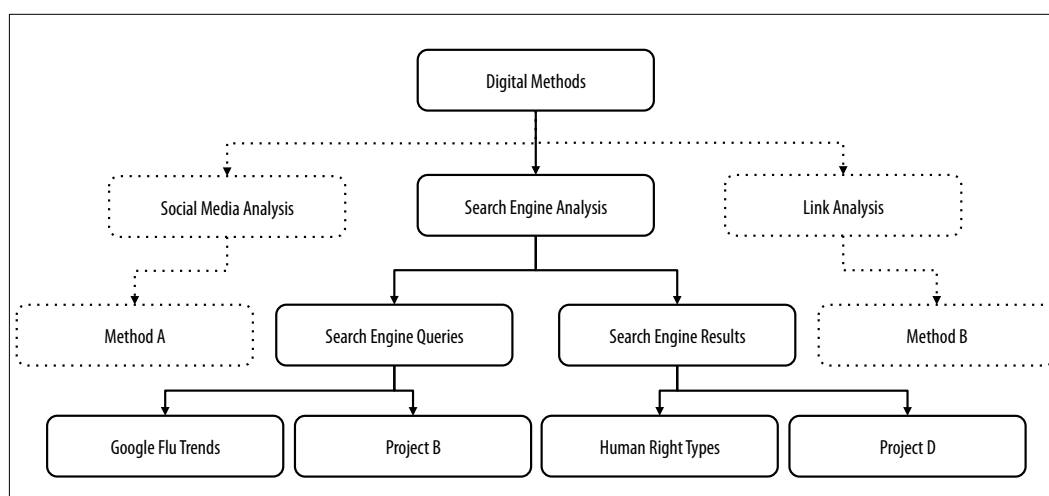 Digital Methods
Social Media Analysis
Search Engine Analysis
Link Analysis
Method A
Search Engine Queries
Search Engine Results
Method B
Google Flu Trends
Project B
Human Right Types
Project D